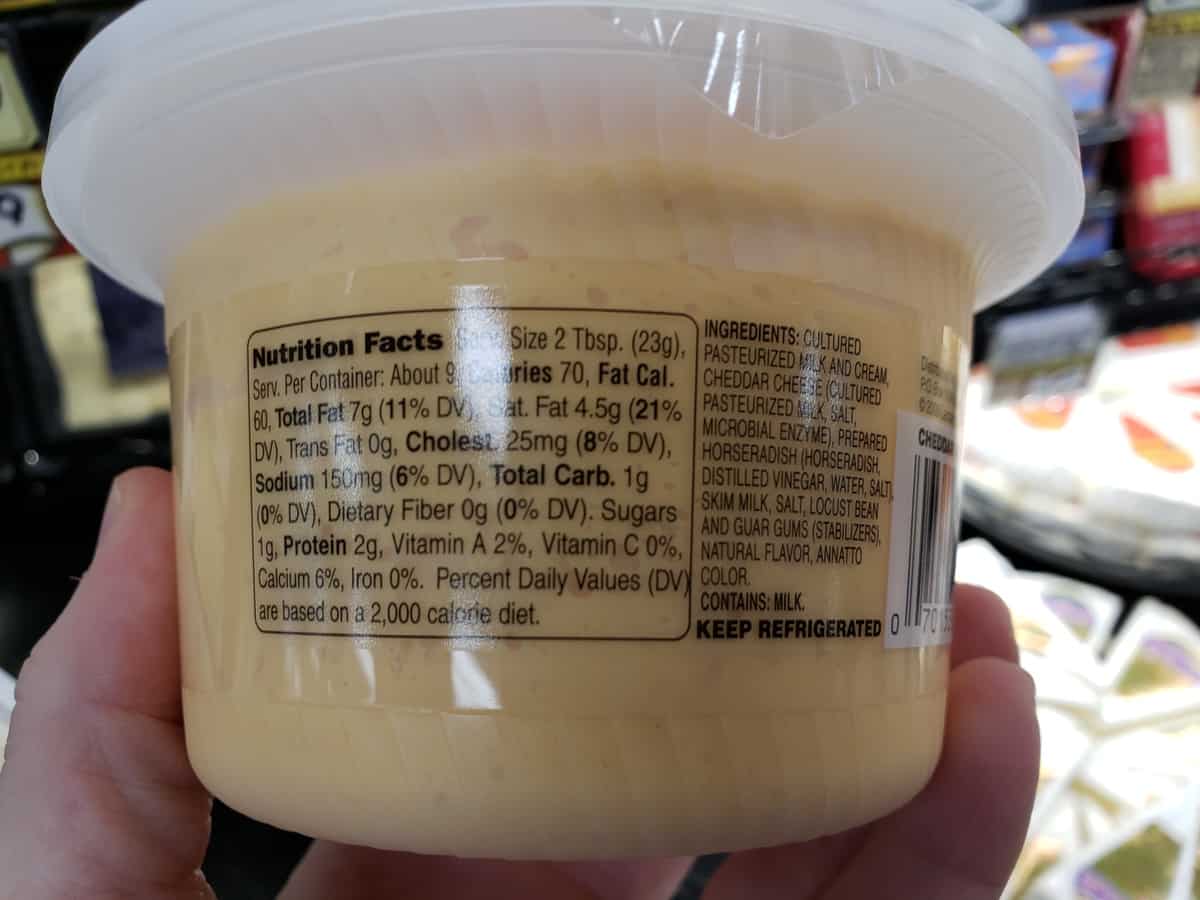 Nutrition Facts Serv. Size 2 Tbsp. (23g),
Serv. Per Container: About 9, Calories 70, Fat Cal.
60, Total Fat 7g (11% DV), Sat. Fat 4.5g (21%
DV), Trans Fat 0g, Cholest. 25mg (8% DV),
Sodium 150mg (6% DV), Total Carb. 1g
(0% DV), Dietary Fiber 0g (0% DV). Sugars
1g, Protein 2g, Vitamin A 2%, Vitamin C 0%,
Calcium 6%, Iron 0%. Percent Daily Values (DV)
are based on a 2,000 calorie diet.
INGREDIENTS: CULTURED
PASTEURIZED MILK AND CREAM,
CHEDDAR CHEESE (CULTURED
PASTEURIZED MILK, SALT,
MICROBIAL ENZYME), PREPARED
HORSERADISH (HORSERADISH,
DISTILLED VINEGAR, WATER, SALT),
SKIM MILK, SALT, LOCUST BEAN
AND GUAR GUMS (STABILIZERS),
NATURAL FLAVOR, ANNATTO
COLOR.
CONTAINS: MILK.
KEEP REFRIGERATED
0
9